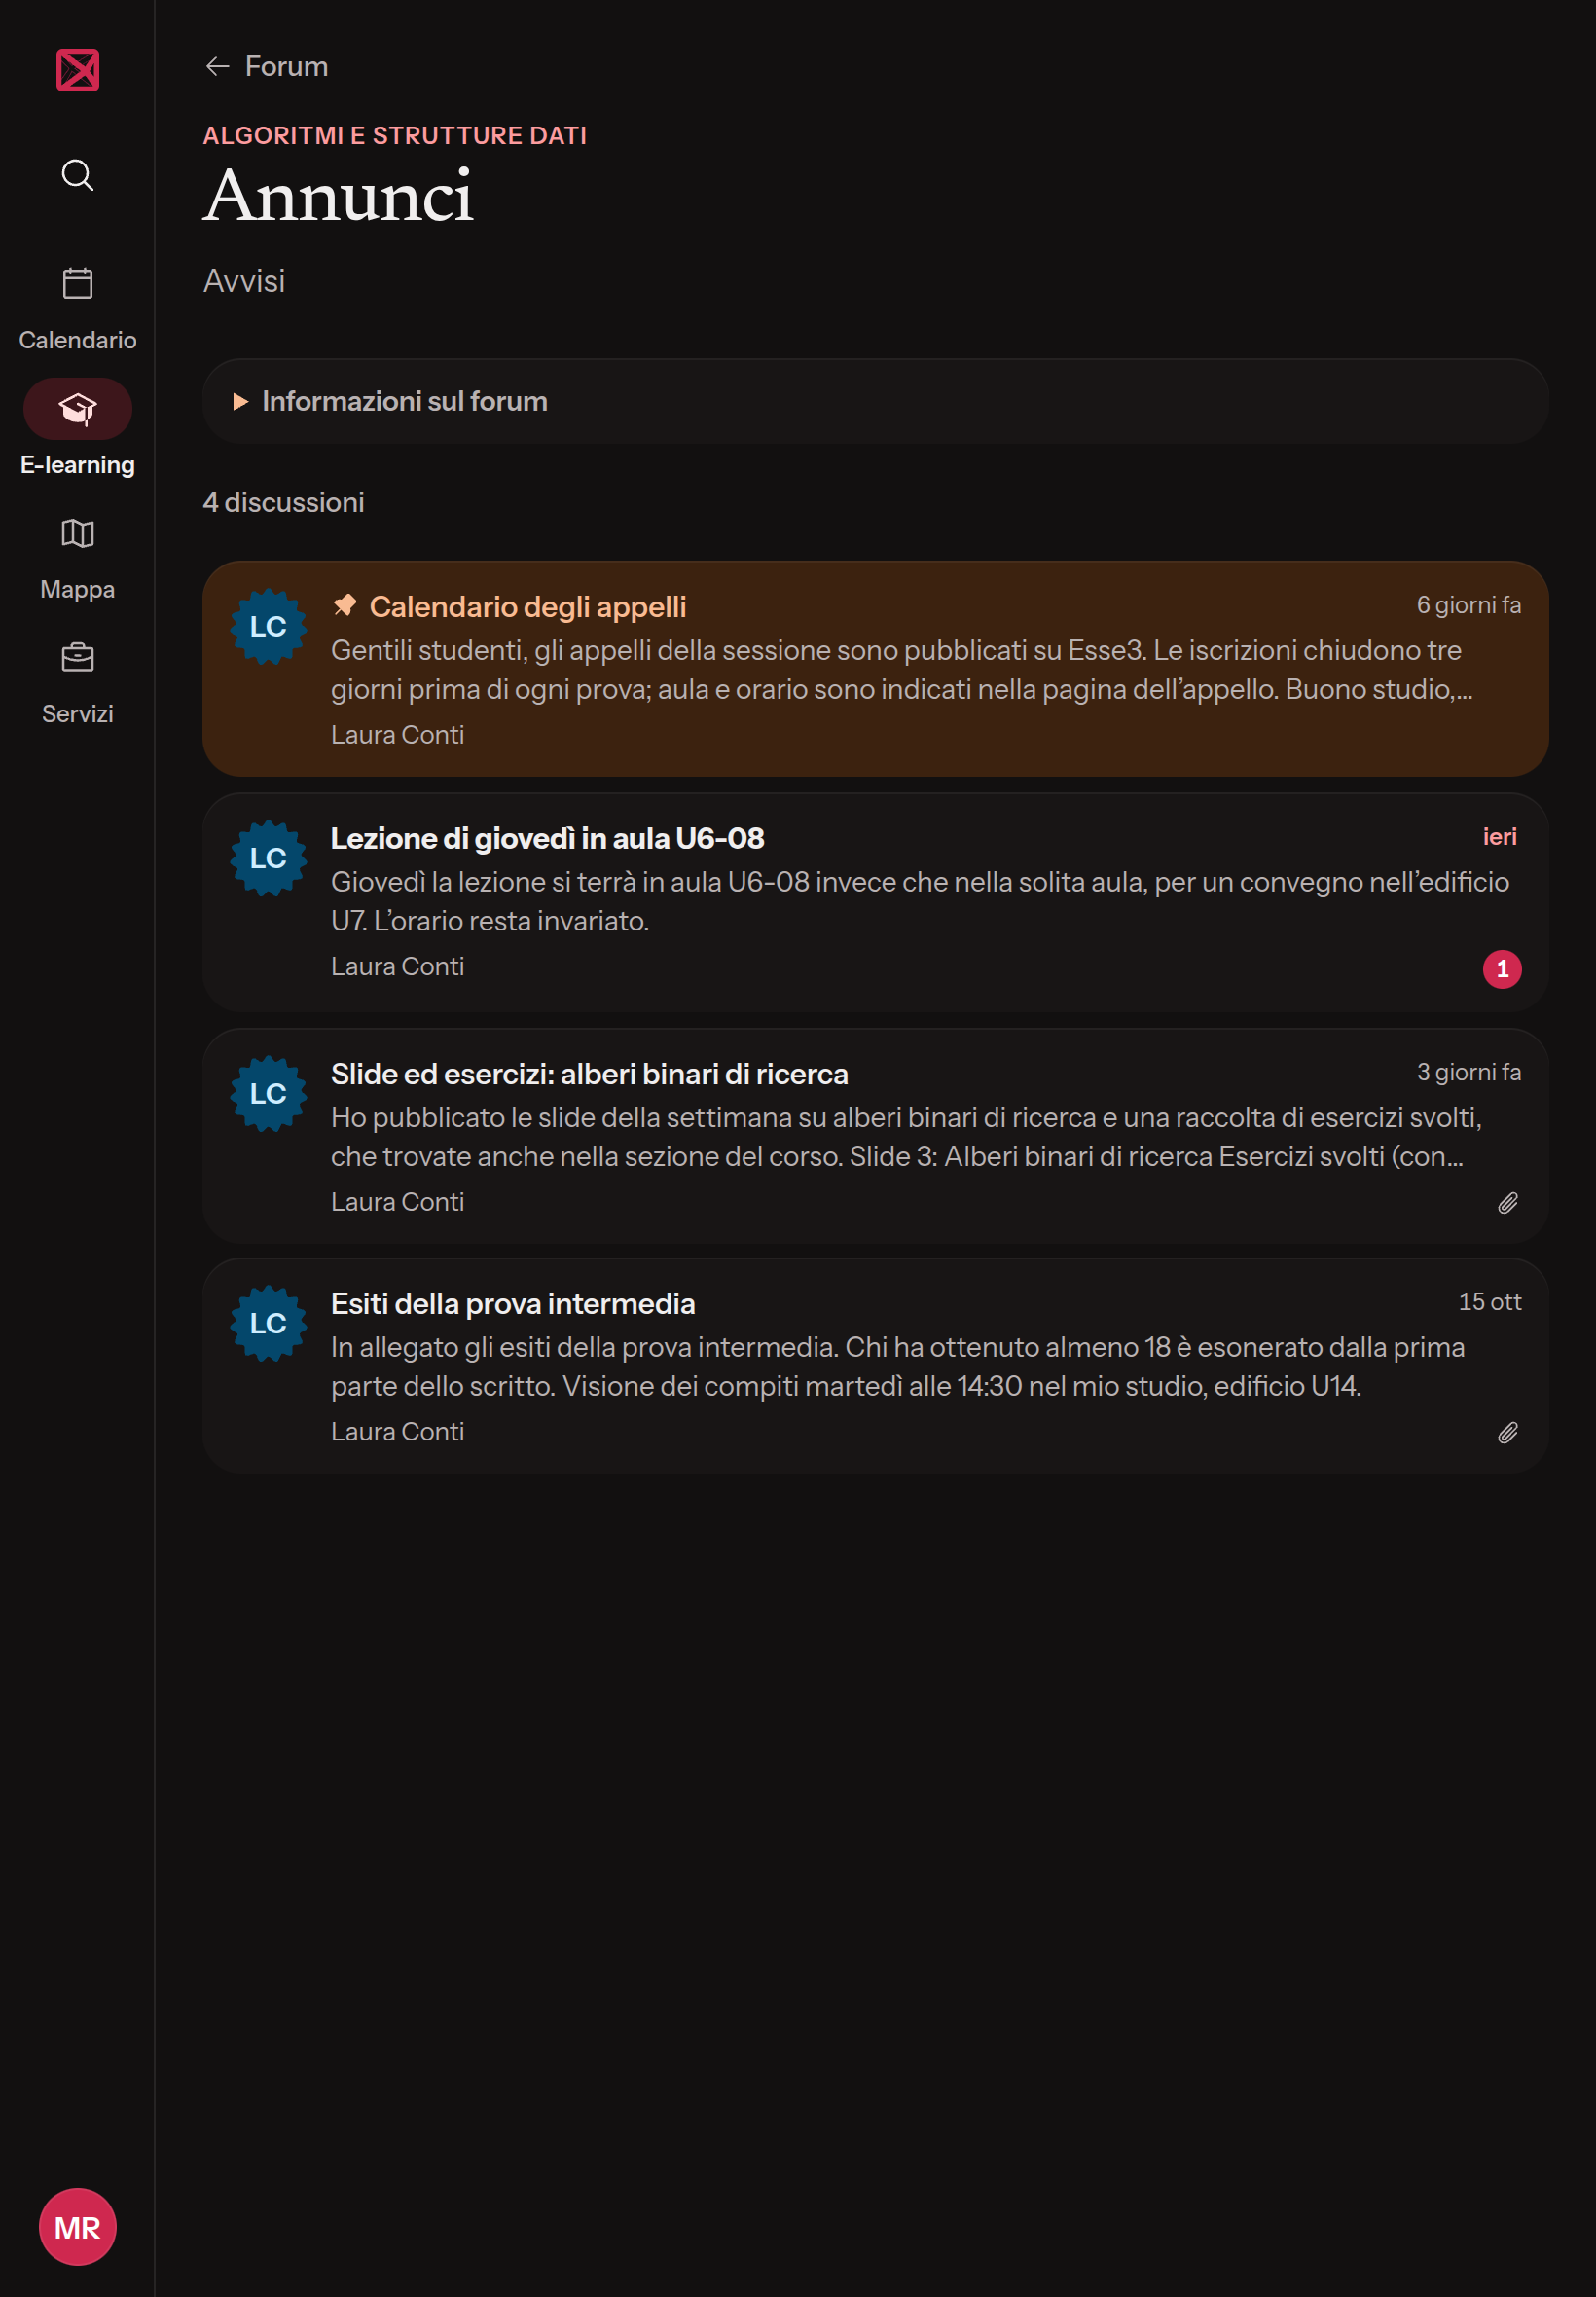 Forum
ALGORITMI E STRUTTURE DATI
Annunci
Avvisi
Calendario
E-learning
Mappa
Servizi
Informazioni sul forum
4 discussioni
LC
Calendario degli appelli
6 giorni fa
Gentili studenti, gli appelli della sessione sono pubblicati su Esse3. Le iscrizioni chiudono tre
giorni prima di ogni prova; aula e orario sono indicati nella pagina dell’appello. Buono studio,…
Laura Conti
LC
Lezione di giovedì in aula U6-08
ieri
Giovedì la lezione si terrà in aula U6-08 invece che nella solita aula, per un convegno nell’edificio
U7. L’orario resta invariato.
Laura Conti
1
LC
Slide ed esercizi: alberi binari di ricerca
3 giorni fa
Ho pubblicato le slide della settimana su alberi binari di ricerca e una raccolta di esercizi svolti,
che trovate anche nella sezione del corso. Slide 3: Alberi binari di ricerca Esercizi svolti (con…
Laura Conti
LC
Esiti della prova intermedia
15 ott
In allegato gli esiti della prova intermedia. Chi ha ottenuto almeno 18 è esonerato dalla prima
parte dello scritto. Visione dei compiti martedì alle 14:30 nel mio studio, edificio U14.
Laura Conti
MR